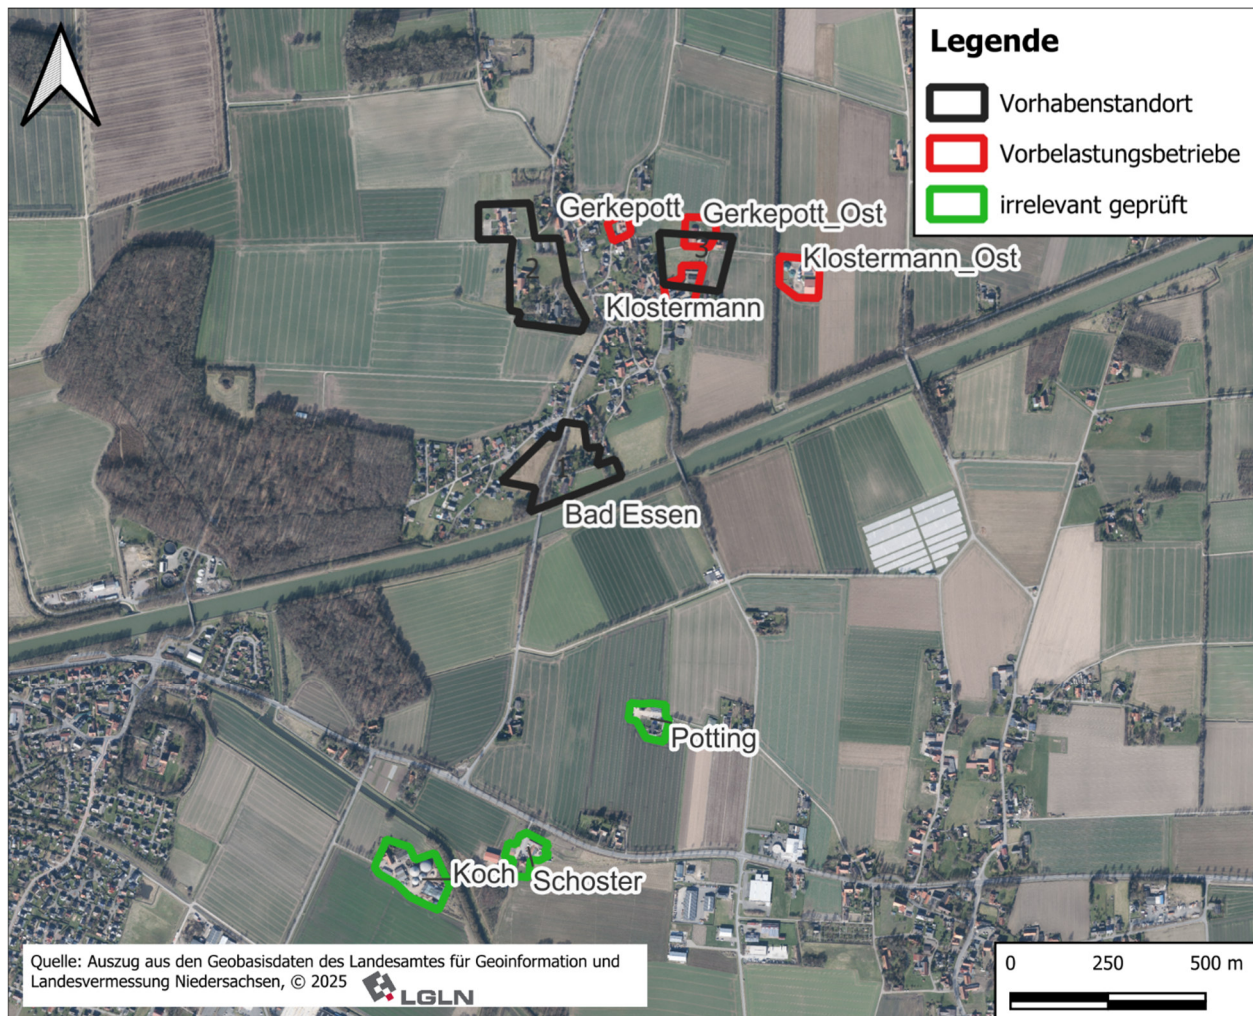 Legende
Vorhabenstandort
Vorbelastungsbetriebe
irrelevant geprüft
Gerkepott
Gerkepott_Ost
Klostermann_Ost
Klostermann
Bad Essen
Potting
Koch
Schoster
Quelle: Auszug aus den Geobasisdaten des Landesamtes für Geoinformation und
Landesvermessung Niedersachsen, © 2025
LGLN
0 250 500 m